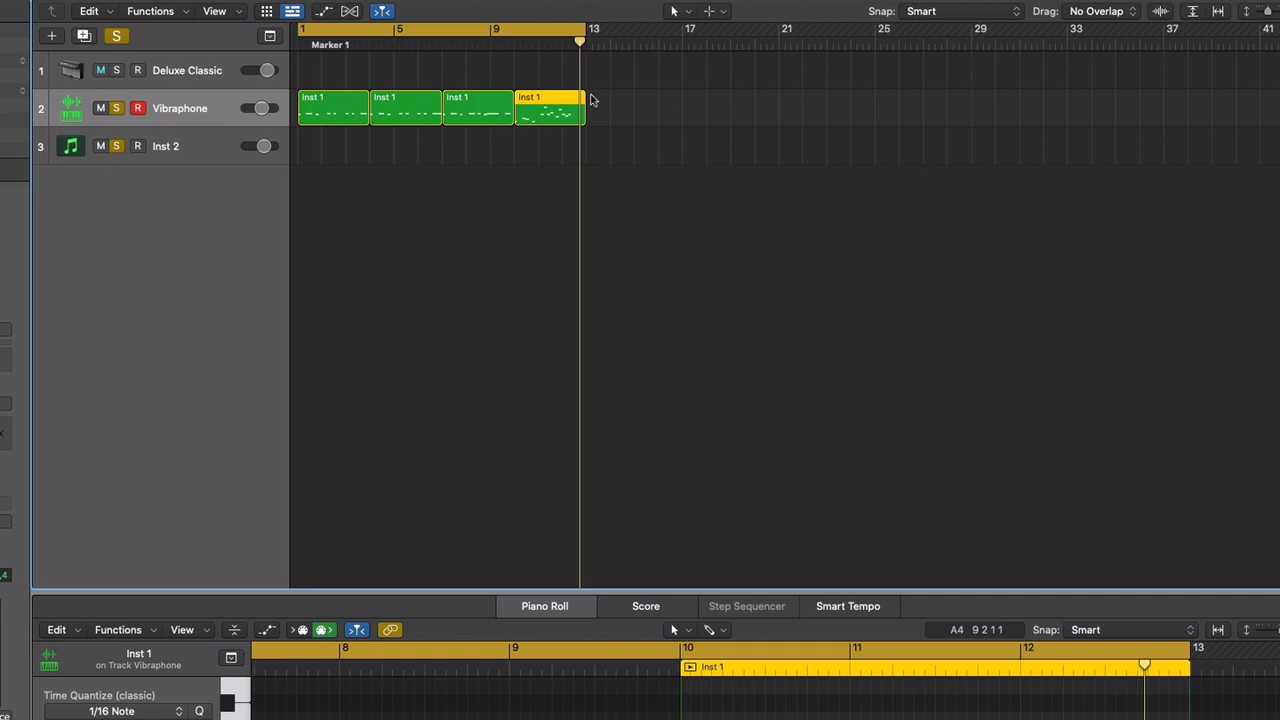 Edit Functions View Snap: Smart Drag: No Overlap
1 5 9 13 17 21 25 29 33 37 41
S
Marker 1
1 M S R Deluxe Classic
Inst 1 Inst 1 Inst 1 Inst 1
2 M S R Vibraphone
3 M S R Inst 2
,4
Piano Roll Score Step Sequencer Smart Tempo
Edit Functions View A4 9 2 1 1 Snap: Smart
8 9 10 11 12 13
Inst 1
on Track Vibraphone
Inst 1
Time Quantize (classic)
1/16 Note Q